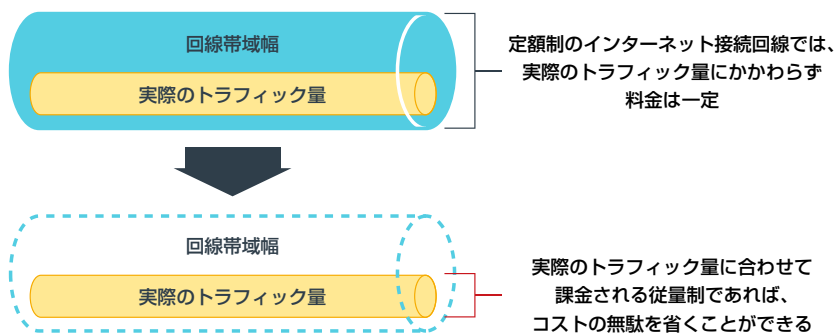 回線帯域幅
実際のトラフィック量
定額制のインターネット接続回線では、
実際のトラフィック量にかかわらず
料金は一定
回線帯域幅
実際のトラフィック量
実際のトラフィック量に合わせて
課金される従量制であれば、
コストの無駄を省くことができる